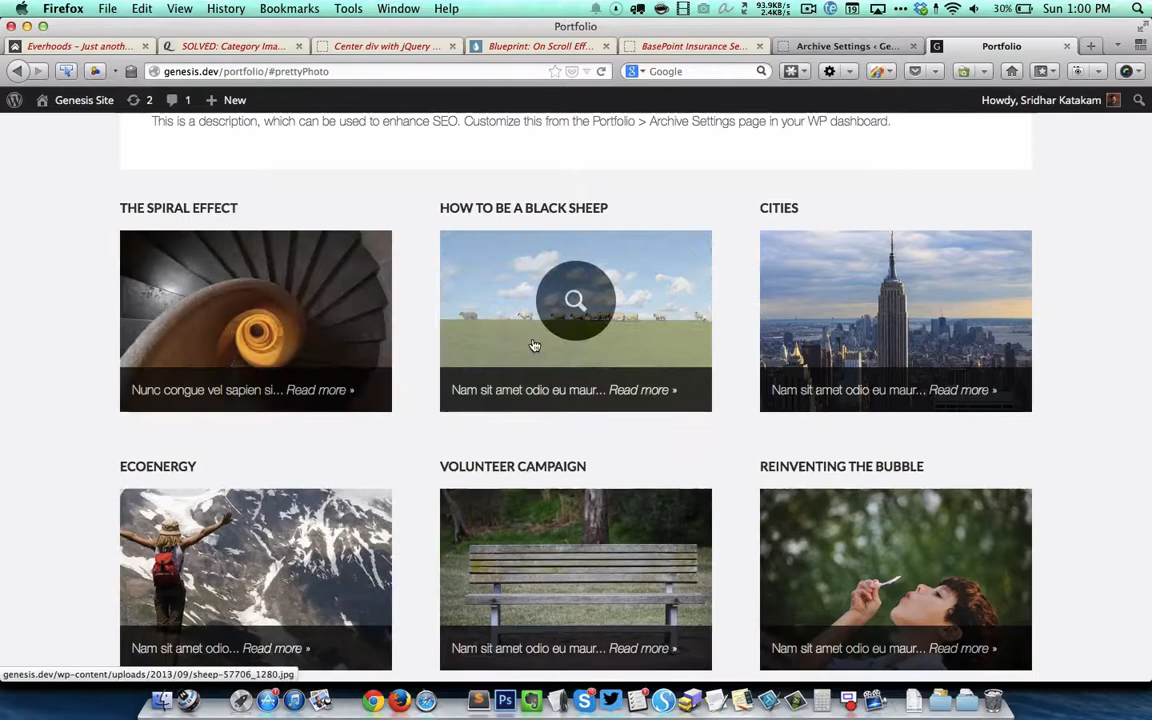 Firefox File Edit View History Bookmarks Tools Window Help 93.9KB/s 2.4KB/s 19 30% Sun 1:00 PM
Portfolio
Everhoods – Just anoth... SOLVED: Category Ima... Center div with jQuery ... Blueprint: On Scroll Eff... BasePoint Insurance Se... Archive Settings ‹ Ge... Portfolio
genesis.dev/portfolio/#prettyPhoto Google
Genesis Site 2 1 New Howdy, Sridhar Katakam
This is a description, which can be used to enhance SEO. Customize this from the Portfolio > Archive Settings page in your WP dashboard.
THE SPIRAL EFFECT HOW TO BE A BLACK SHEEP CITIES
Nunc congue vel sapien si... Read more » Nam sit amet odio eu maur... Read more » Nam sit amet odio eu maur... Read more »
ECOENERGY VOLUNTEER CAMPAIGN REINVENTING THE BUBBLE
Nam sit amet odio... Read more » Nam sit amet odio eu maur... Read more » Nam sit amet odio eu maur... Read more »
genesis.dev/wp-content/uploads/2013/09/sheep-57706_1280.jpg
Ps